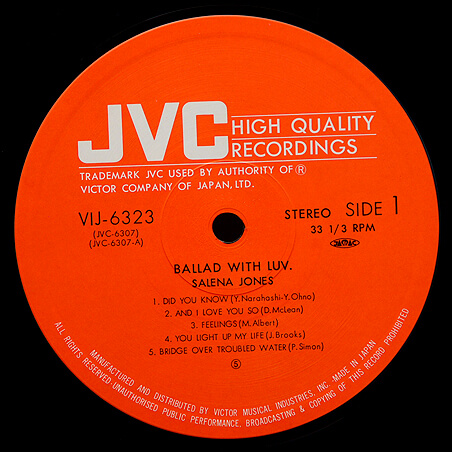 JVC HIGH QUALITY
RECORDINGS
TRADEMARK JVC USED BY AUTHORITY OF Ⓡ
VICTOR COMPANY OF JAPAN, LTD.
VIJ-6323
(JVC-6307)
(JVC-6307-A)
STEREO SIDE 1
33 1/3 RPM
JASRAC
BALLAD WITH LUV.
SALENA JONES
1. DID YOU KNOW (Y. Narahashi-Y. Ohno)
2. AND I LOVE YOU SO (D. McLean)
3. FEELINGS (M. Albert)
4. YOU LIGHT UP MY LIFE (J. Brooks)
5. BRIDGE OVER TROUBLED WATER (P. Simon)
Ⓢ
MANUFACTURED AND DISTRIBUTED BY VICTOR MUSICAL INDUSTRIES, INC.-MADE IN JAPAN
ALL RIGHTS RESERVED UNAUTHORISED PUBLIC PERFORMANCE, BROADCASTING & COPYING OF THIS RECORD PROHIBITED